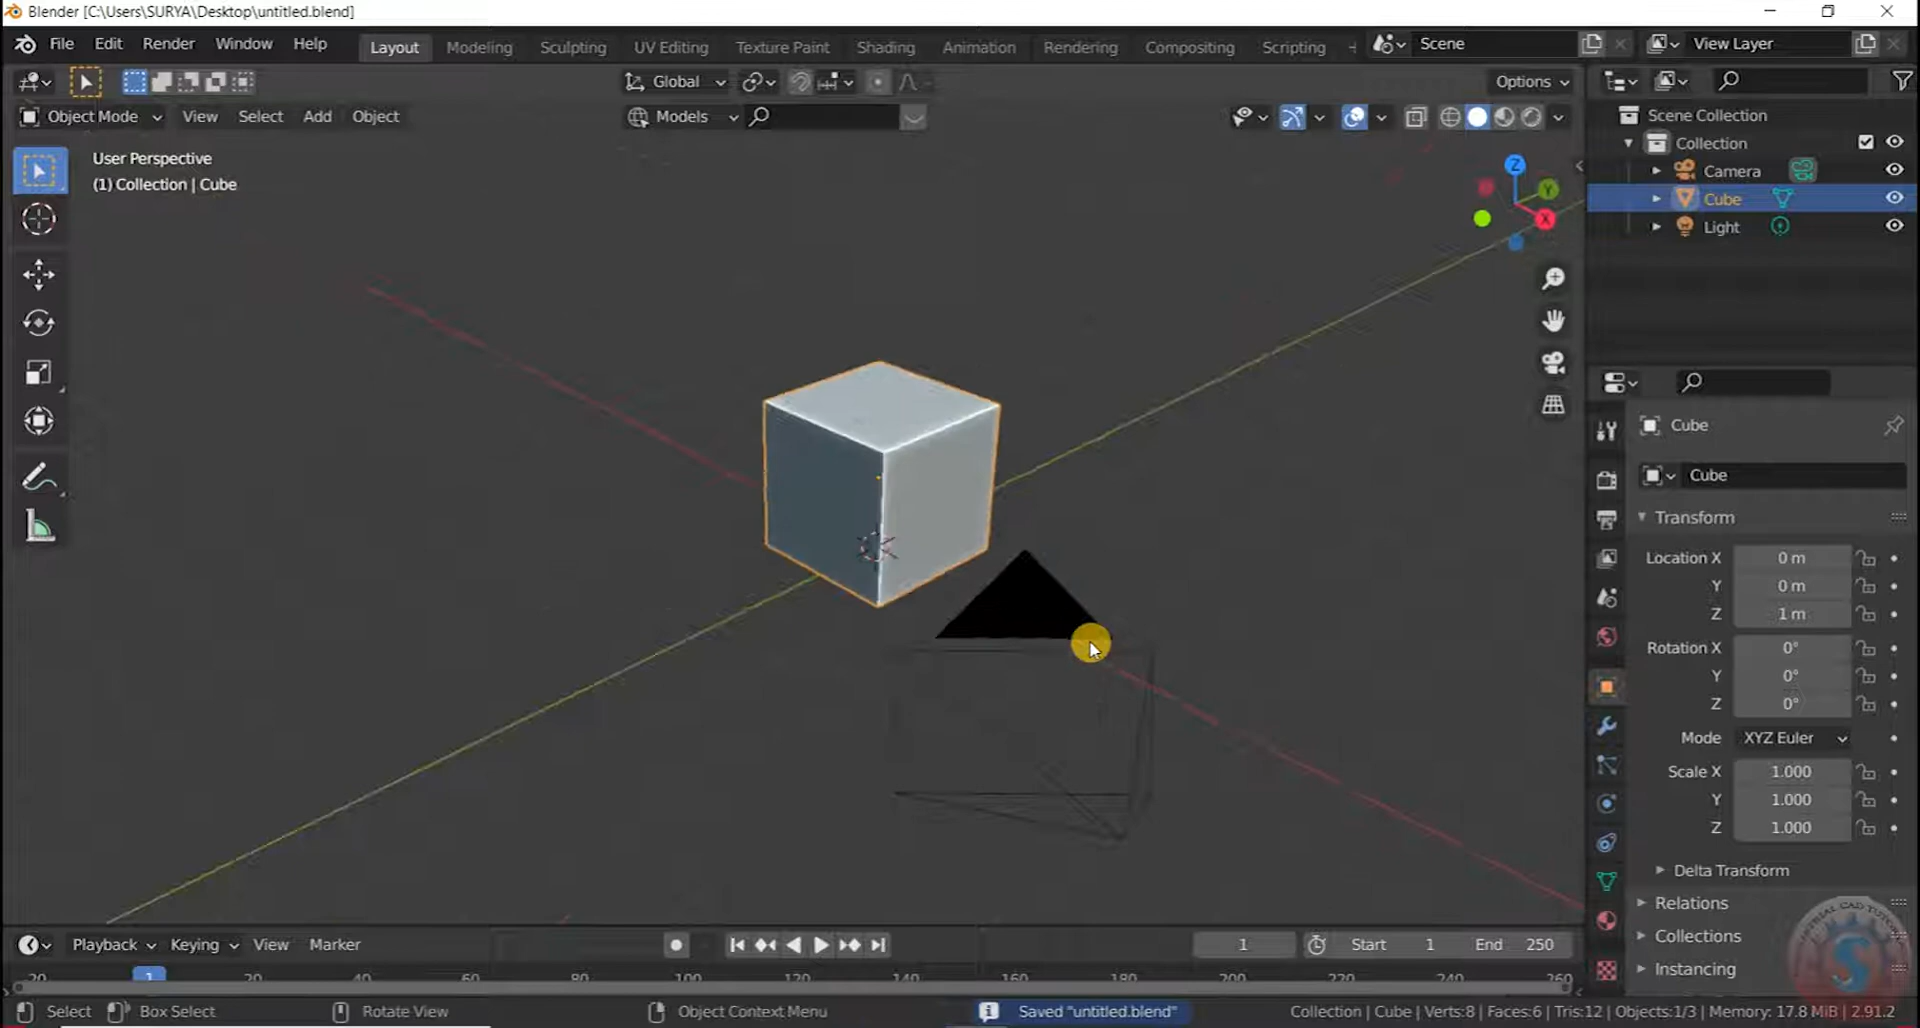 Blender [C:\Users\SURYA\Desktop\untitled.blend]
File Edit Render Window Help Layout Modeling Sculpting UV Editing Texture Paint Shading Animation Rendering Compositing Scripting Scene View Layer
Global Options
Object Mode View Select Add Object Models
User Perspective
(1) Collection | Cube
Z
Y
X
Scene Collection
Collection
Camera
Cube
Light
Cube
Cube
Transform
Location X 0 m
Y 0 m
Z 1 m
Rotation X 0°
Y 0°
Z 0°
Mode XYZ Euler
Scale X 1.000
Y 1.000
Z 1.000
Delta Transform
Relations
Collections
Instancing
Playback Keying View Marker 1 Start 1 End 250
-20 1 20 40 60 80 100 120 140 160 180 200 220 240 260
Select Box Select Rotate View Object Context Menu Saved "untitled.blend" Collection | Cube | Verts:8 | Faces:6 | Tris:12 | Objects:1/3 | Memory: 17.8 MiB | 2.91.2